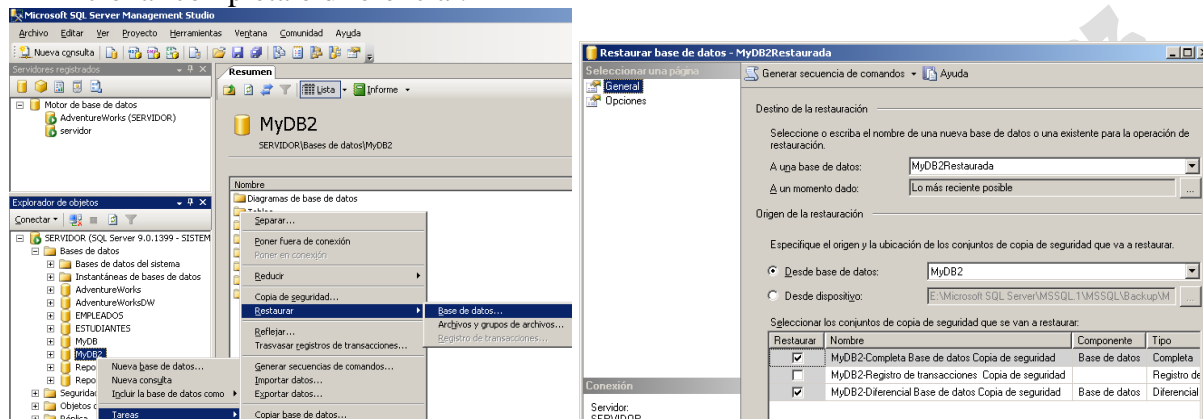 Microsoft SQL Server Management Studio
Archivo Editar Ver Proyecto Herramientas Ventana Comunidad Ayuda
Nueva consulta
Servidores registrados
Motor de base de datos
AdventureWorks (SERVIDOR)
servidor
Resumen
Lista Informe
MyDB2
SERVIDOR\Bases de datos\MyDB2
Nombre
Diagramas de base de datos
Explorador de objetos
Conectar
SERVIDOR (SQL Server 9.0.1399 - SISTEM
Bases de datos
Bases de datos del sistema
Instantáneas de bases de datos
AdventureWorks
AdventureWorksDW
EMPLEADOS
ESTUDIANTES
MyDB
MyDB2
Repo
Repo
Seguridad
Objetos
Nueva base de datos...
Nueva consulta
Incluir la base de datos como
Tareas
Separar...
Poner fuera de conexión
Poner en conexión
Reducir
Copia de seguridad...
Restaurar
Reflejar...
Trasvasar registros de transacciones...
Generar secuencias de comandos...
Importar datos...
Exportar datos...
Copiar base de datos...
Base de datos...
Archivos y grupos de archivos...
Registro de transacciones...
Restaurar base de datos - MyDB2Restaurada
Seleccionar una página
General
Opciones
Generar secuencia de comandos Ayuda
Destino de la restauración
Seleccione o escriba el nombre de una nueva base de datos o una existente para la operación de
restauración.
A una base de datos: MyDB2Restaurada
A un momento dado: Lo más reciente posible
Origen de la restauración
Especifique el origen y la ubicación de los conjuntos de copia de seguridad que va a restaurar.
Desde base de datos: MyDB2
Desde dispositivo: E:\Microsoft SQL Server\MSSQL.1\MSSQL\Backup\M
Seleccionar los conjuntos de copia de seguridad que se van a restaurar:
Restaurar Nombre Componente Tipo
MyDB2-Completa Base de datos Copia de seguridad Base de datos Completa
MyDB2-Registro de transacciones Copia de seguridad Registro de
MyDB2-Diferencial Base de datos Copia de seguridad Base de datos Diferencial
Conexión
Servidor:
SERVIDOR